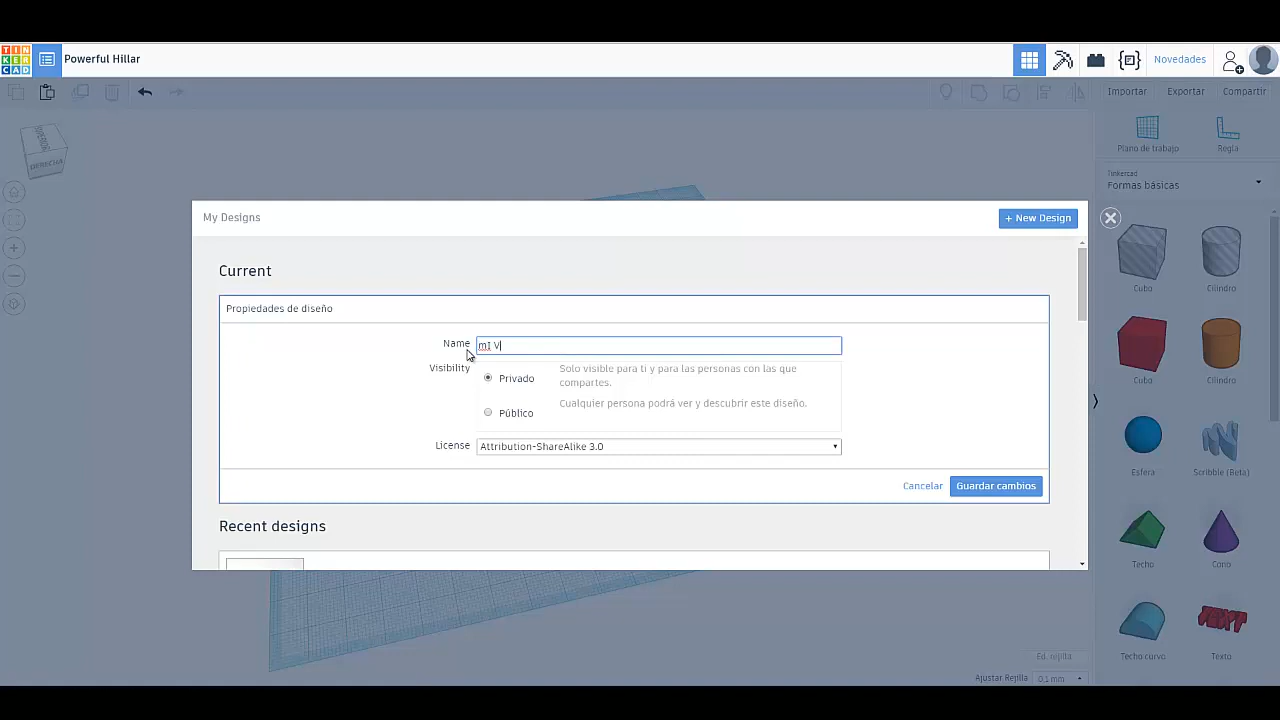 TIN
KER
CAD
Powerful Hillar
Novedades
Importar
Exportar
Compartir
SUPERIOR
DERECHA
Plano de trabajo
Regla
Tinkercad
Formas básicas
My Designs
+ New Design
Current
Propiedades de diseño
Name
mI V
Visibility
Privado
Solo visible para ti y para las personas con las que
compartes.
Público
Cualquier persona podrá ver y descubrir este diseño.
License
Attribution-ShareAlike 3.0
Cancelar
Guardar cambios
Recent designs
Cubo
Cilindro
Cubo
Cilindro
Esfera
Scribble (Beta)
Techo
Cono
TEXT
Techo curvo
Texto
Ed. rejilla
Ajustar Rejilla
0,1 mm